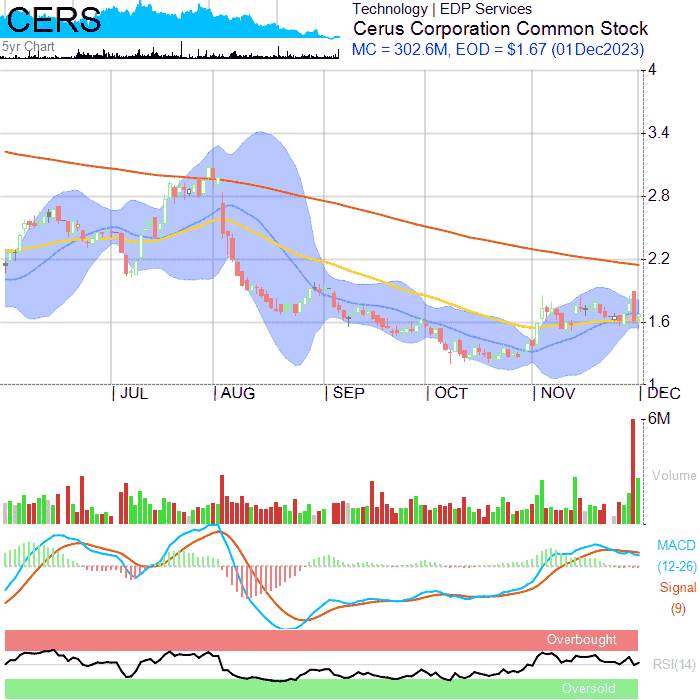 CERS
5yr Chart
Technology | EDP Services
Cerus Corporation Common Stock
MC = 302.6M, EOD = $1.67 (01Dec2023)
4
3.4
2.8
2.2
1.6
1
| JUL | AUG | SEP | OCT | NOV | DEC
6M
Volume
MACD
(12-26)
Signal
(9)
Overbought
RSI(14)
Oversold